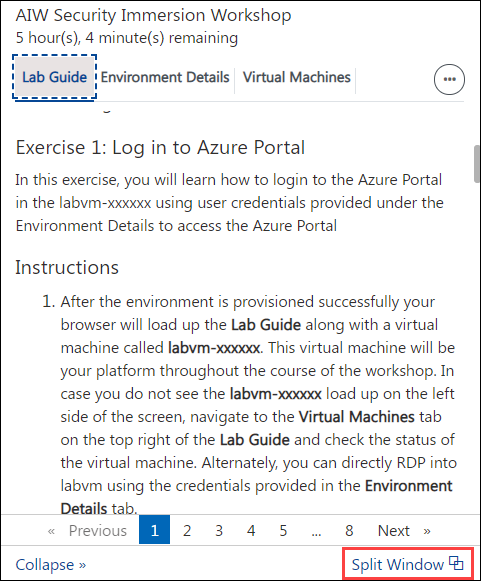 AIW Security Immersion Workshop
5 hour(s), 4 minute(s) remaining
Lab Guide Environment Details Virtual Machines
Exercise 1: Log in to Azure Portal
In this exercise, you will learn how to login to the Azure Portal
in the labvm-xxxxxx using user credentials provided under the
Environment Details to access the Azure Portal
Instructions
1. After the environment is provisioned successfully your
browser will load up the Lab Guide along with a virtual
machine called labvm-xxxxxx. This virtual machine will be
your platform throughout the course of the workshop. In
case you do not see the labvm-xxxxxx load up on the left
side of the screen, navigate to the Virtual Machines tab
on the top right of the Lab Guide and check the status of
the virtual machine. Alternately, you can directly RDP into
labvm using the credentials provided in the Environment
Details tab.
« Previous 1 2 3 4 5 ... 8 Next »
Collapse » Split Window